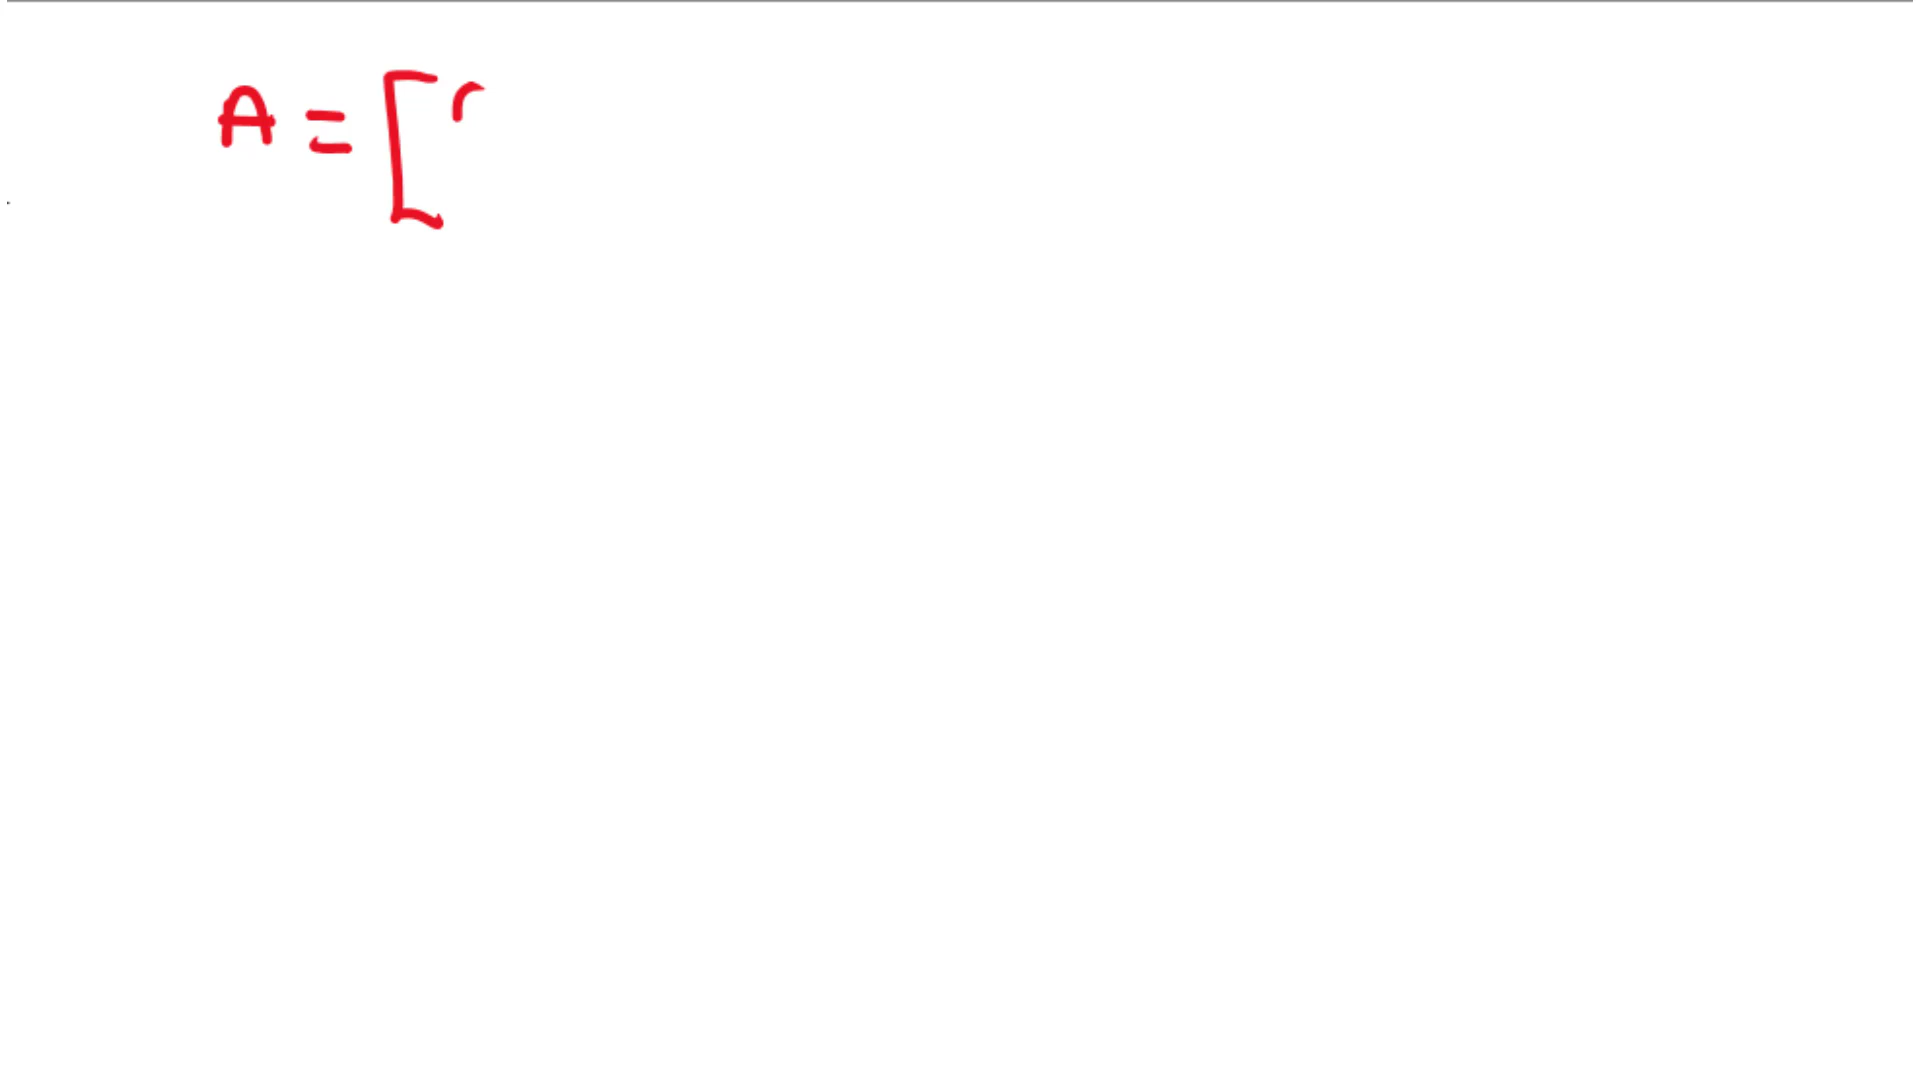 A = [